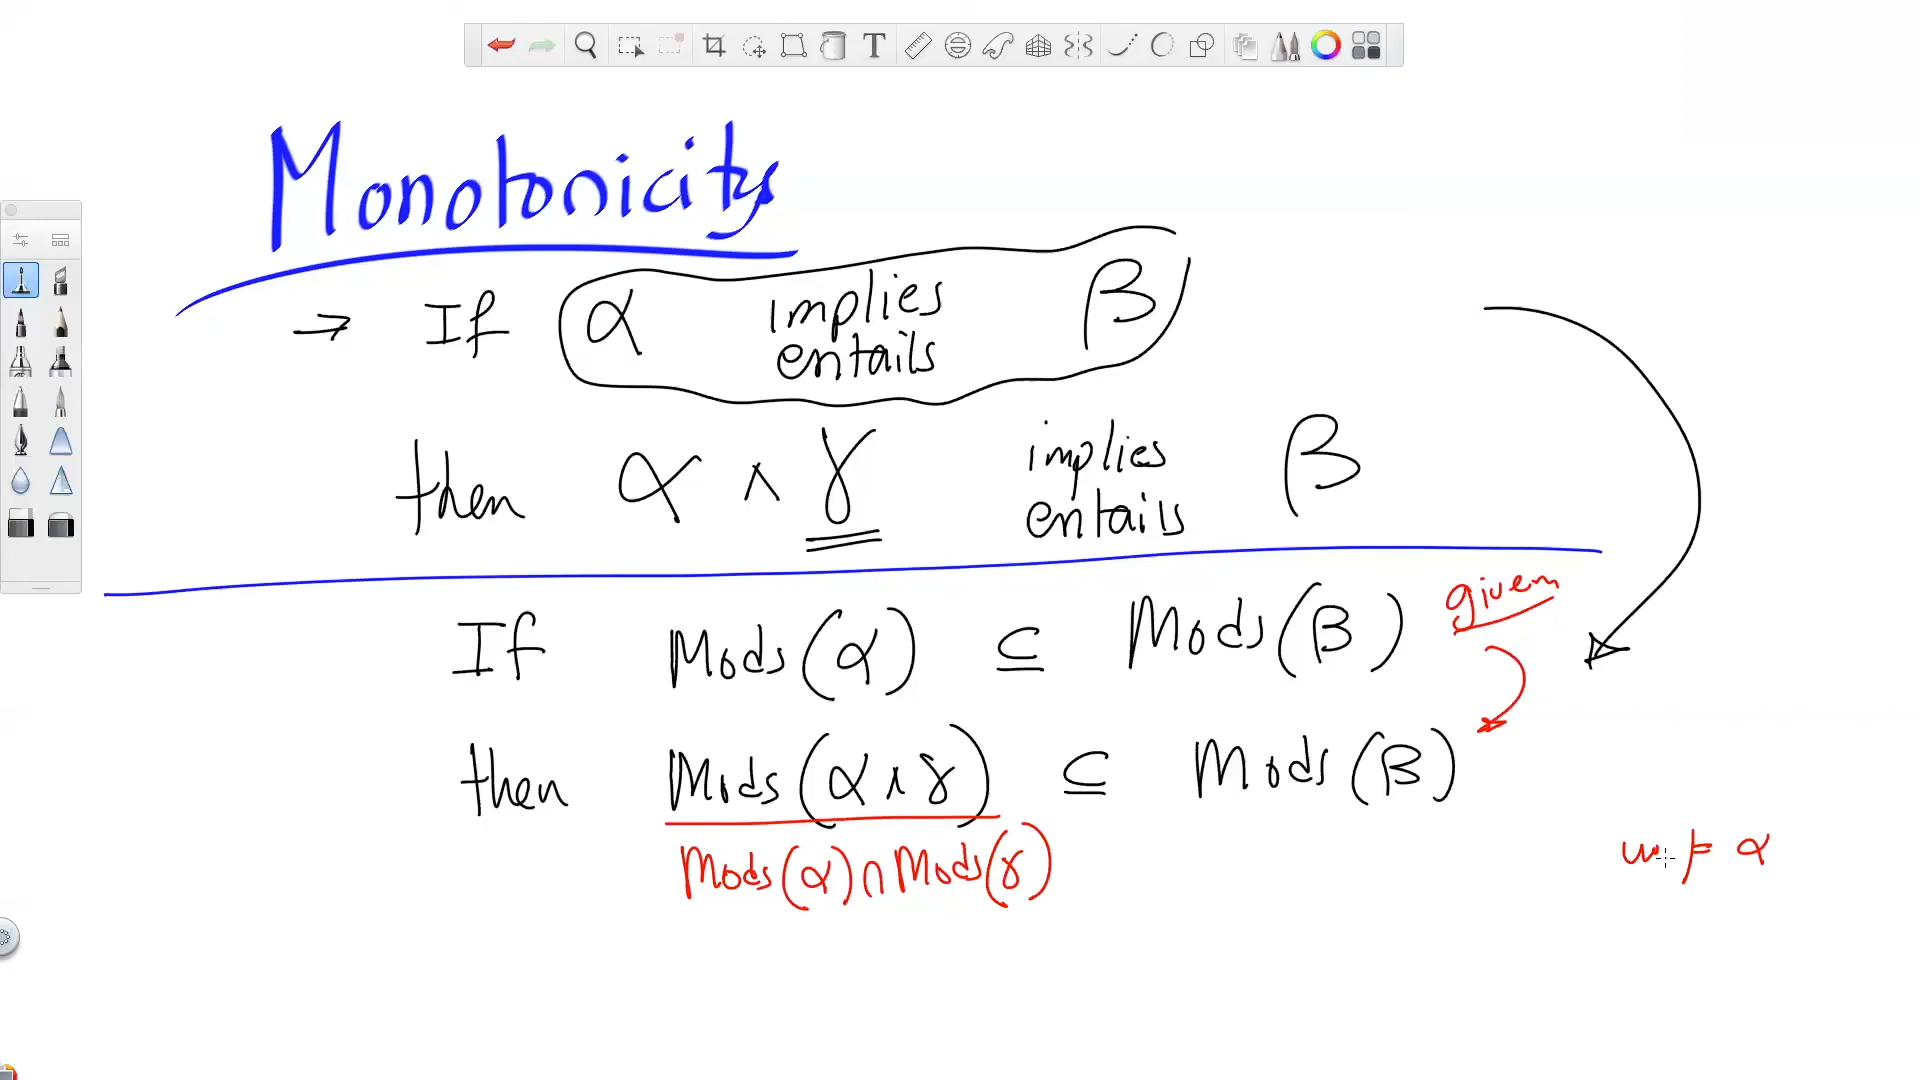 Monotonicity
→ If α implies entails β
then α ∧ γ implies entails β
If Mods(α) ⊆ Mods(β) given
then Mods(α ∧ γ) ⊆ Mods(β)
Mods(α) ∩ Mods(γ)
w ⊨ α